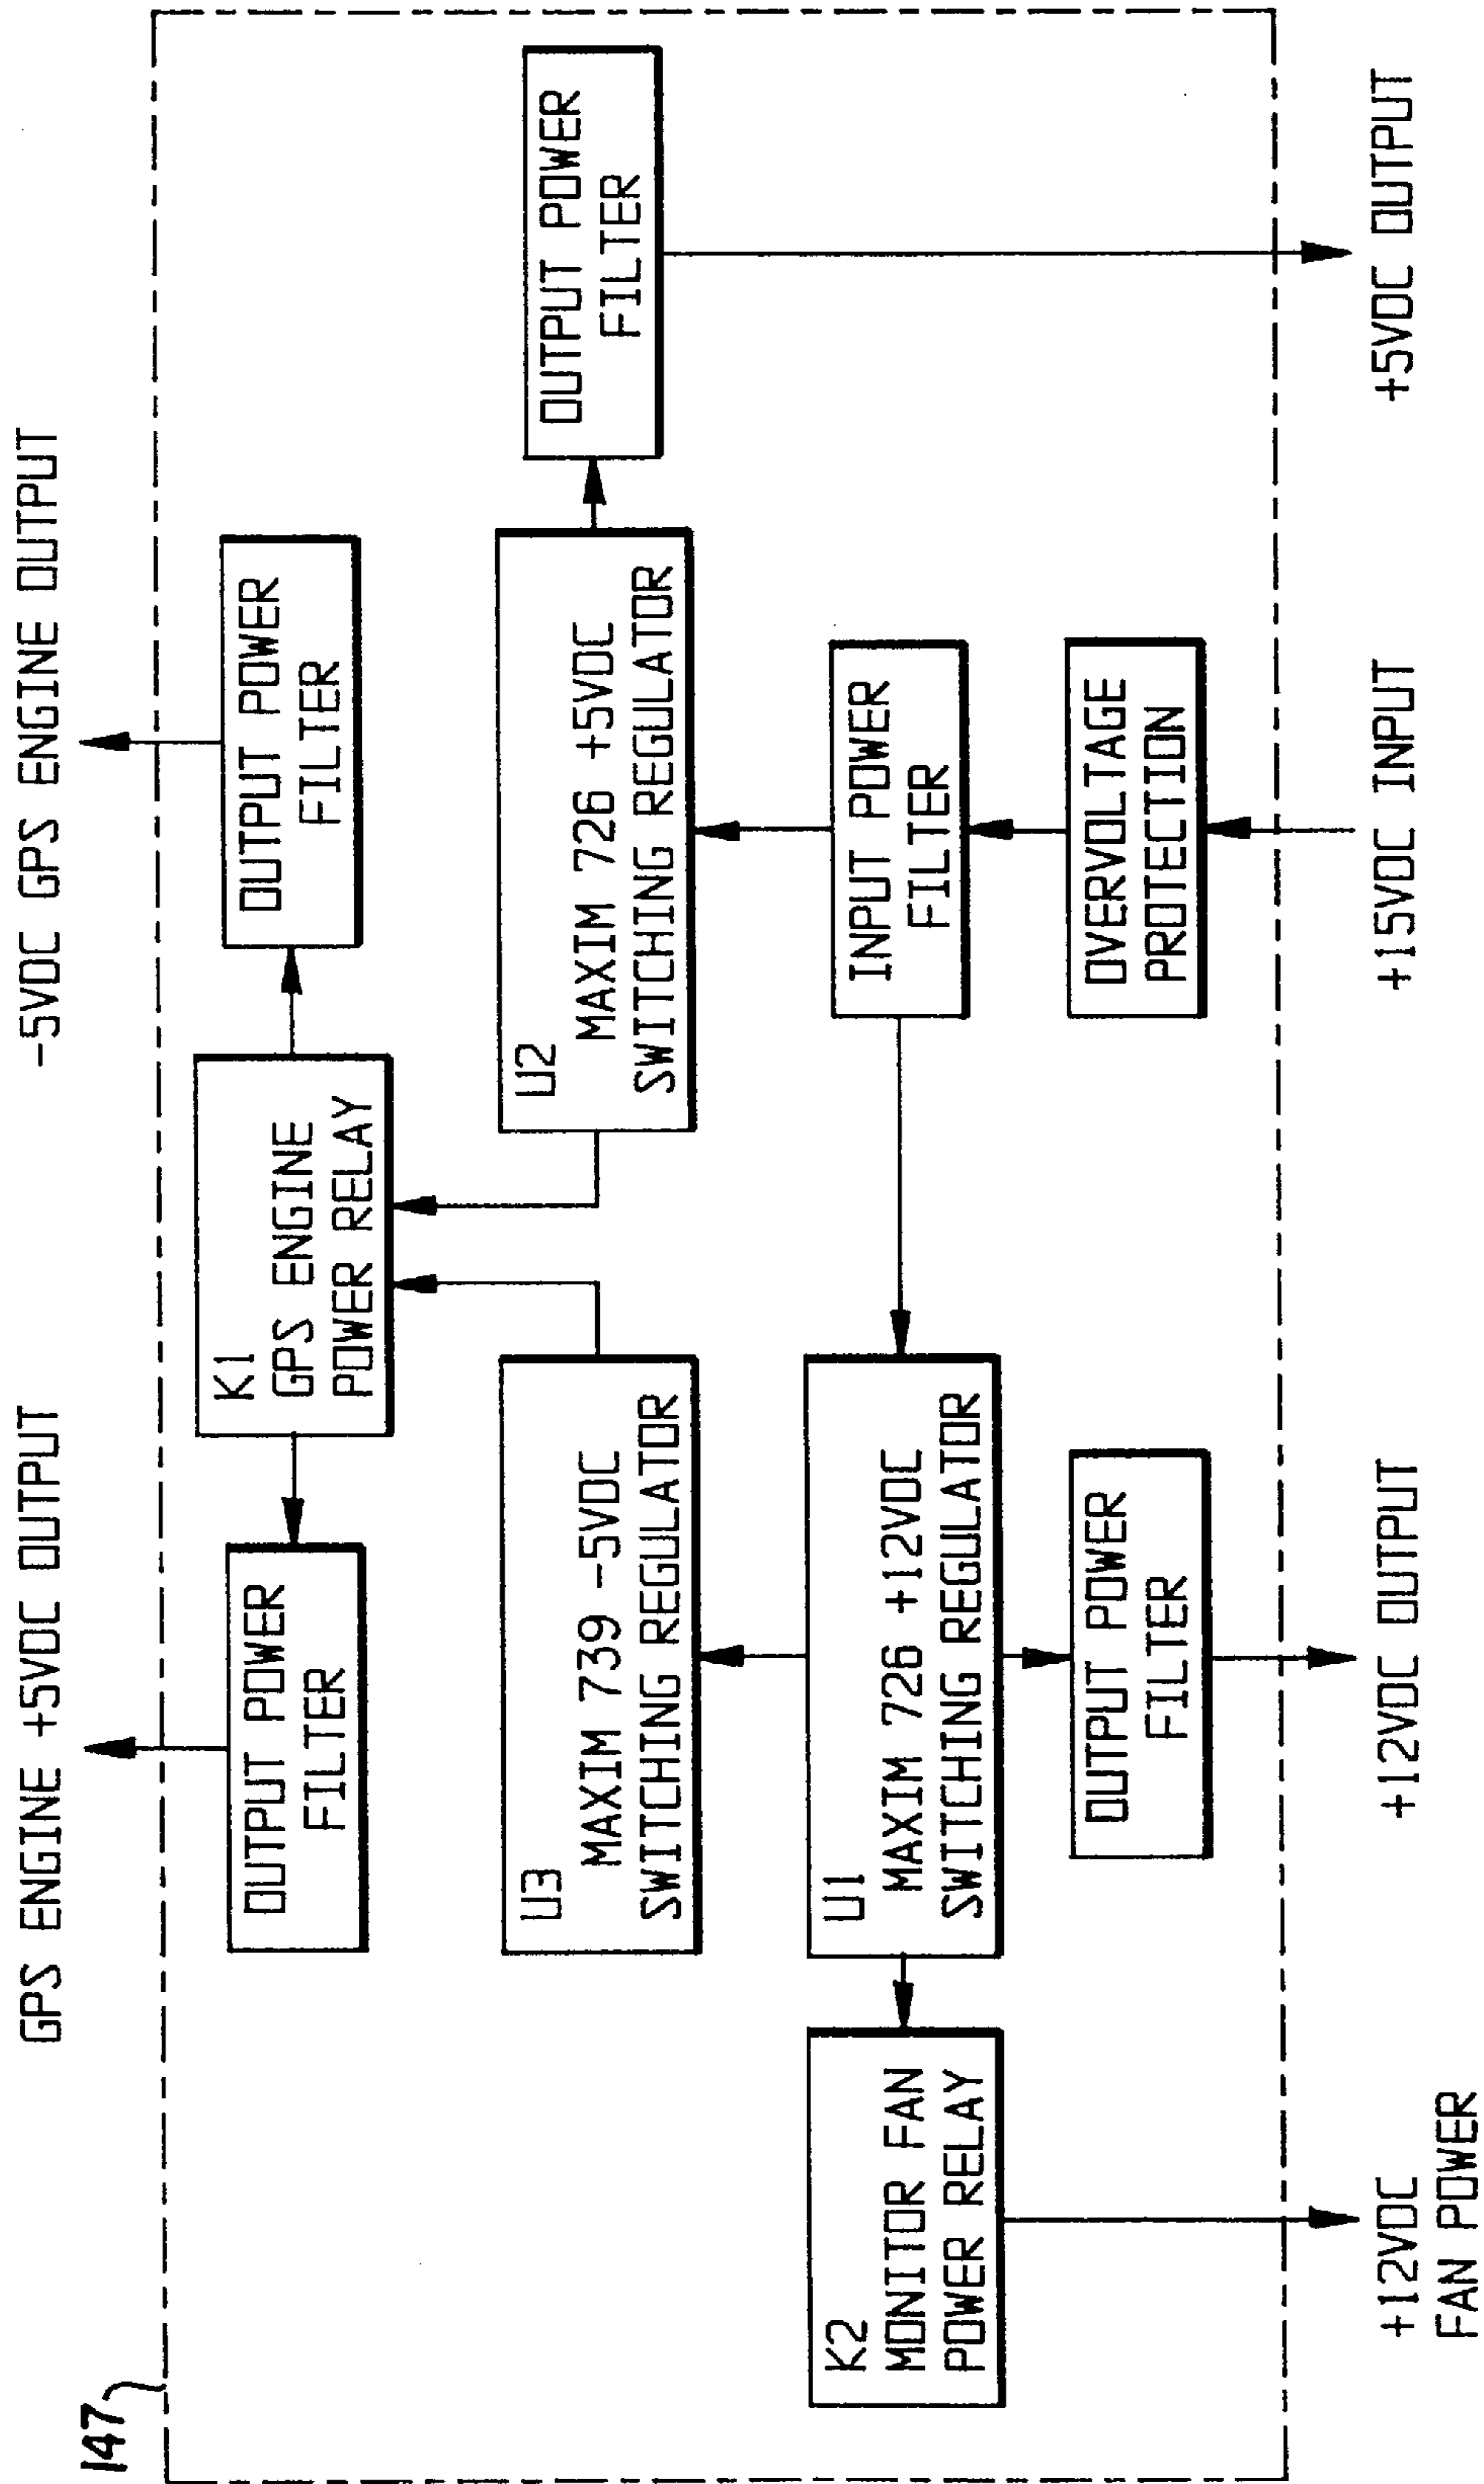 147
GPS ENGINE +5VDC OUTPUT
-5VDC GPS ENGINE OUTPUT
OUTPUT POWER
FILTER
K1
GPS ENGINE
POWER RELAY
OUTPUT POWER
FILTER
U3
MAXIM 739 -5VDC
SWITCHING REGULATOR
U2
MAXIM 726 +5VDC
SWITCHING REGULATOR
OUTPUT POWER
FILTER
K2
MONITOR FAN
POWER RELAY
U1
MAXIM 726 +12VDC
SWITCHING REGULATOR
INPUT POWER
FILTER
OUTPUT POWER
FILTER
OVERVOLTAGE
PROTECTION
+12VDC
FAN POWER
+12VDC OUTPUT
+15VDC INPUT
+5VDC OUTPUT